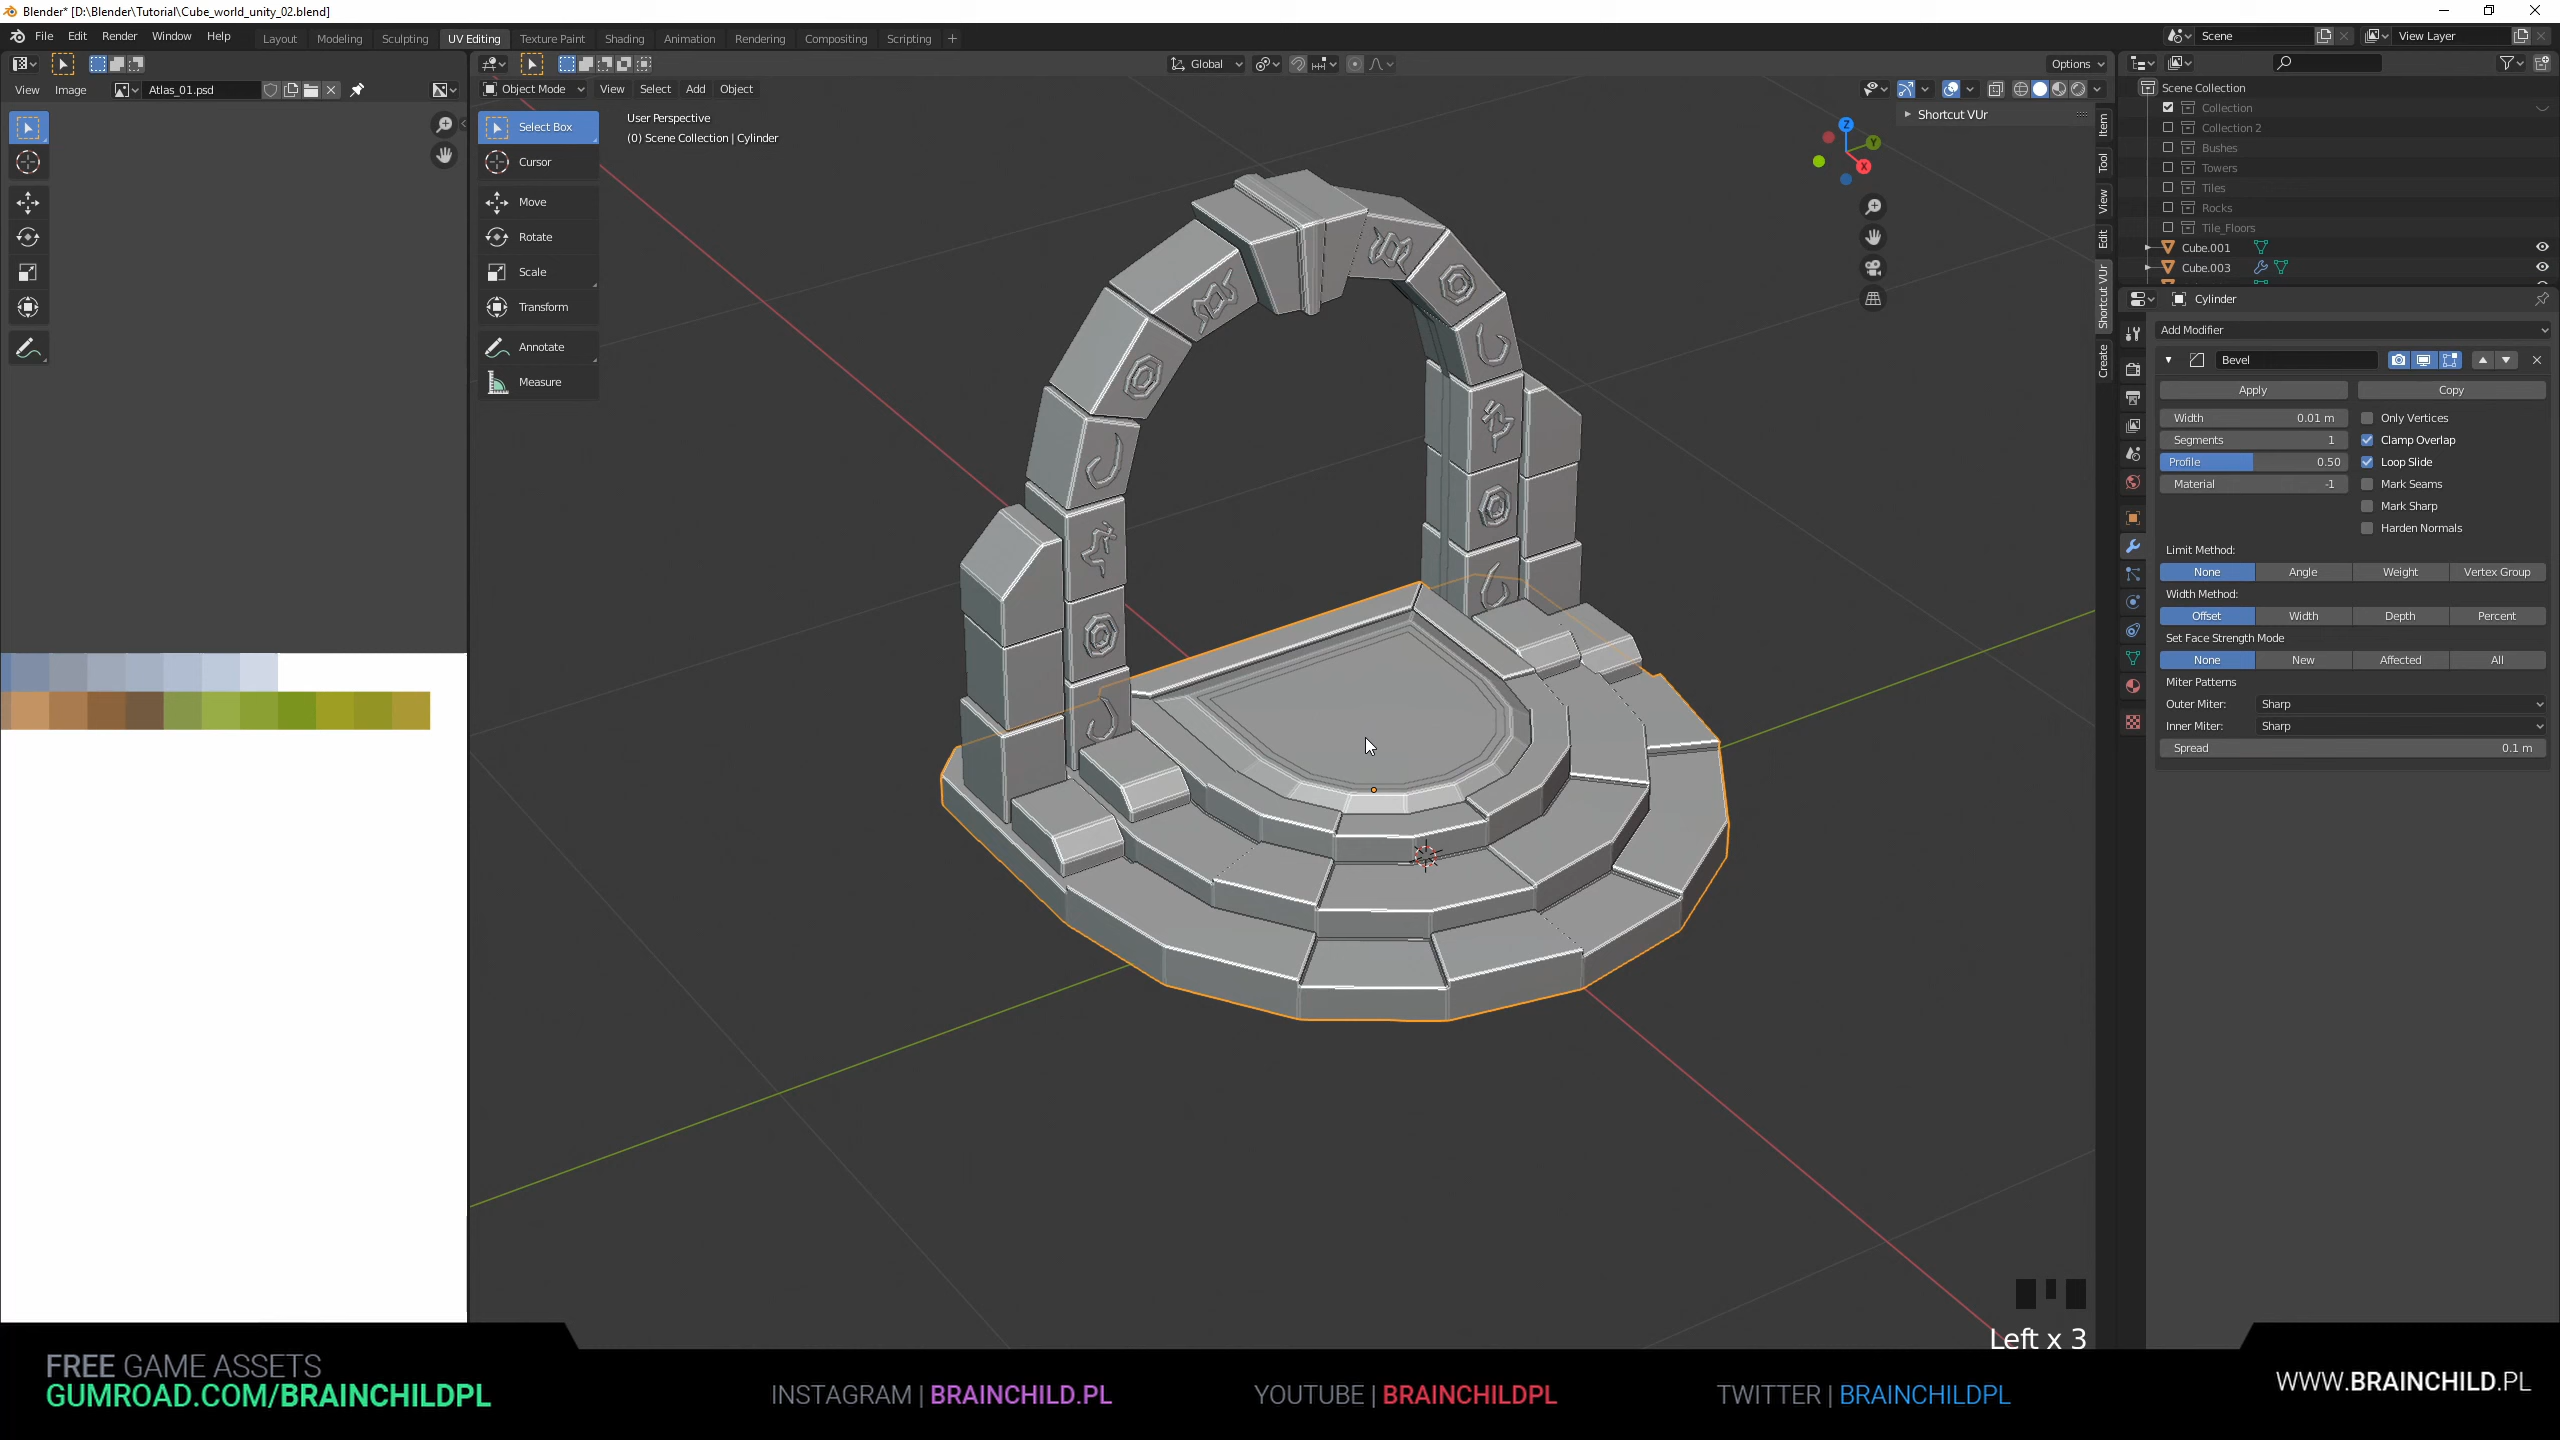 Blender* [D:\Blender\Tutorial\Cube_world_unity_02.blend]
File Edit Render Window Help Layout Modeling Sculpting UV Editing Texture Paint Shading Animation Rendering Compositing Scripting + Scene View Layer
Global Options
View Image Atlas_01.psd Object Mode View Select Add Object
Select Box
Cursor
Move
Rotate
Scale
Transform
Annotate
Measure
User Perspective
(0) Scene Collection | Cylinder
Z
Y
X
Shortcut VUr
Item
Tool
View
Edit
Shortcut VUr
Create
Scene Collection
Collection
Collection 2
Bushes
Towers
Tiles
Rocks
Tile_Floors
Cube.001
Cube.003
Cylinder
Add Modifier
Bevel
Apply Copy
Width 0.01 m Only Vertices
Segments 1 Clamp Overlap
Profile 0.50 Loop Slide
Material -1 Mark Seams
Mark Sharp
Harden Normals
Limit Method:
None Angle Weight Vertex Group
Width Method:
Offset Width Depth Percent
Set Face Strength Mode
None New Affected All
Miter Patterns
Outer Miter: Sharp
Inner Miter: Sharp
Spread 0.1 m
Left x 3
FREE GAME ASSETS
GUMROAD.COM/BRAINCHILDPL
INSTAGRAM | BRAINCHILD.PL
YOUTUBE | BRAINCHILDPL
TWITTER | BRAINCHILDPL
WWW.BRAINCHILD.PL